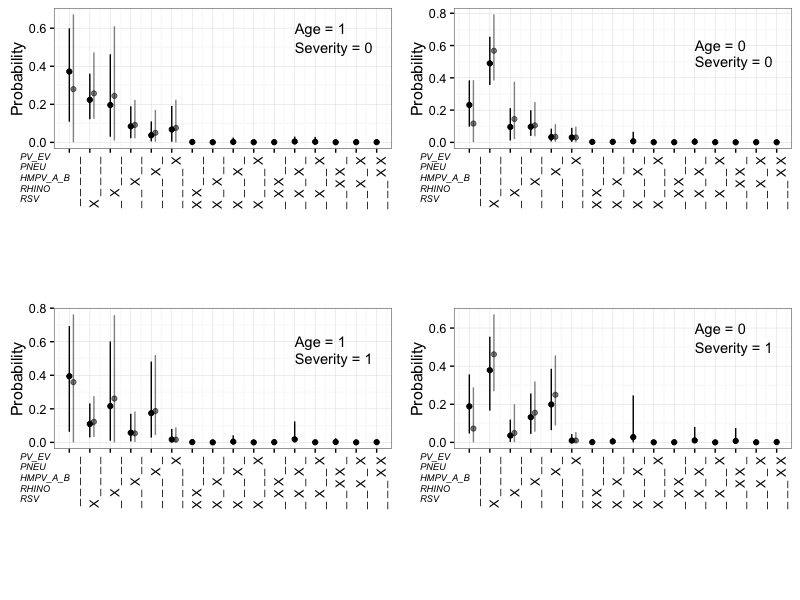 Probability
0.6
0.4
0.2
0.0
Age = 1
Severity = 0
PV_EV
PNEU
HMPV_A_B
RHINO
RSV
Probability
0.8
0.6
0.4
0.2
0.0
Age = 0
Severity = 0
PV_EV
PNEU
HMPV_A_B
RHINO
RSV
Probability
0.8
0.6
0.4
0.2
0.0
Age = 1
Severity = 1
PV_EV
PNEU
HMPV_A_B
RHINO
RSV
Probability
0.6
0.4
0.2
0.0
Age = 0
Severity = 1
PV_EV
PNEU
HMPV_A_B
RHINO
RSV